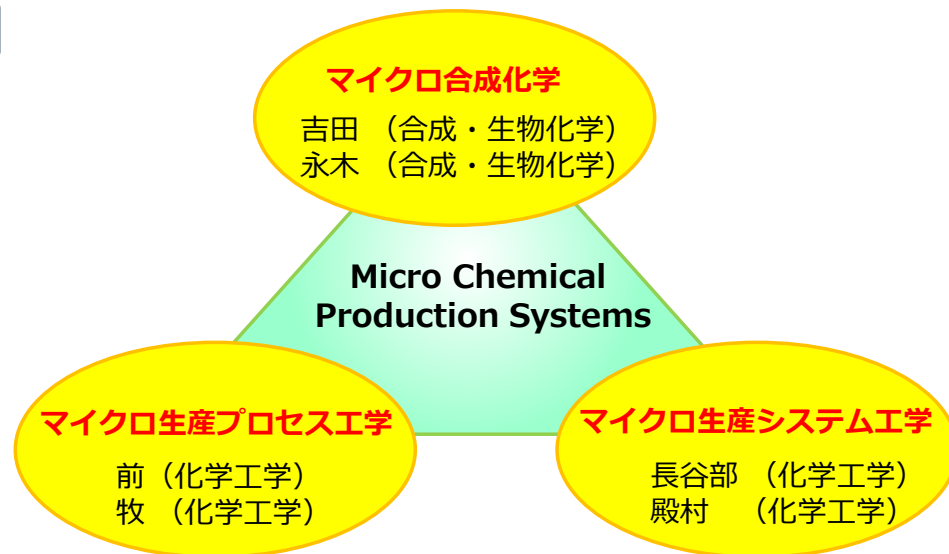 マイクロ合成化学
吉田 （合成・生物化学）
永木 （合成・生物化学）
Micro Chemical
Production Systems
マイクロ生産プロセス工学
前（化学工学）
牧 （化学工学）
マイクロ生産システム工学
長谷部 （化学工学）
殿村 （化学工学）